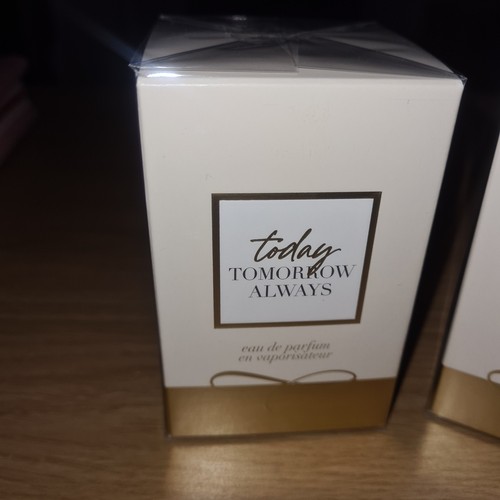 today
TOMORROW
ALWAYS
eau de parfum
en vaporisateur